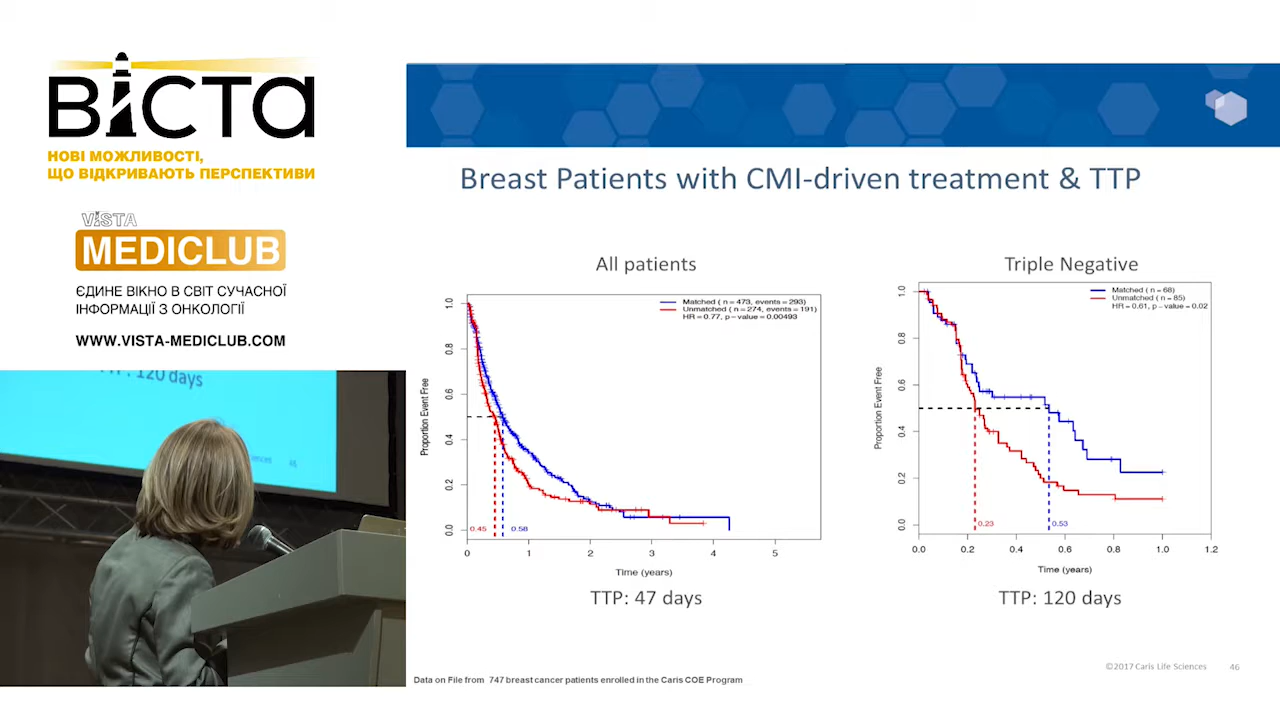 ВІСТА
НОВІ МОЖЛИВОСТІ,
ЩО ВІДКРИВАЮТЬ ПЕРСПЕКТИВИ
ViSTA
MEDICLUB
ЄДИНЕ ВІКНО В СВІТ СУЧАСНОЇ
ІНФОРМАЦІЇ З ОНКОЛОГІЇ
WWW.VISTA-MEDICLUB.COM
TTP: 120 days
46
Breast Patients with CMI-driven treatment & TTP
All patients
Matched ( n = 473, events = 293)
Unmatched ( n = 274, events = 191)
HR = 0.77, p – value = 0.00493
Proportion Event Free
1.0
0.8
0.6
0.4
0.2
0.0
0.45
0.58
0 1 2 3 4 5
Time (years)
TTP: 47 days
Triple Negative
Matched ( n = 68)
Unmatched ( n = 85)
HR = 0.61, p – value = 0.02
Proportion Event Free
1.0
0.8
0.6
0.4
0.2
0.0
0.23
0.53
0.0 0.2 0.4 0.6 0.8 1.0 1.2
Time (years)
TTP: 120 days
©2017 Caris Life Sciences 46
Data on File from 747 breast cancer patients enrolled in the Caris COE Program